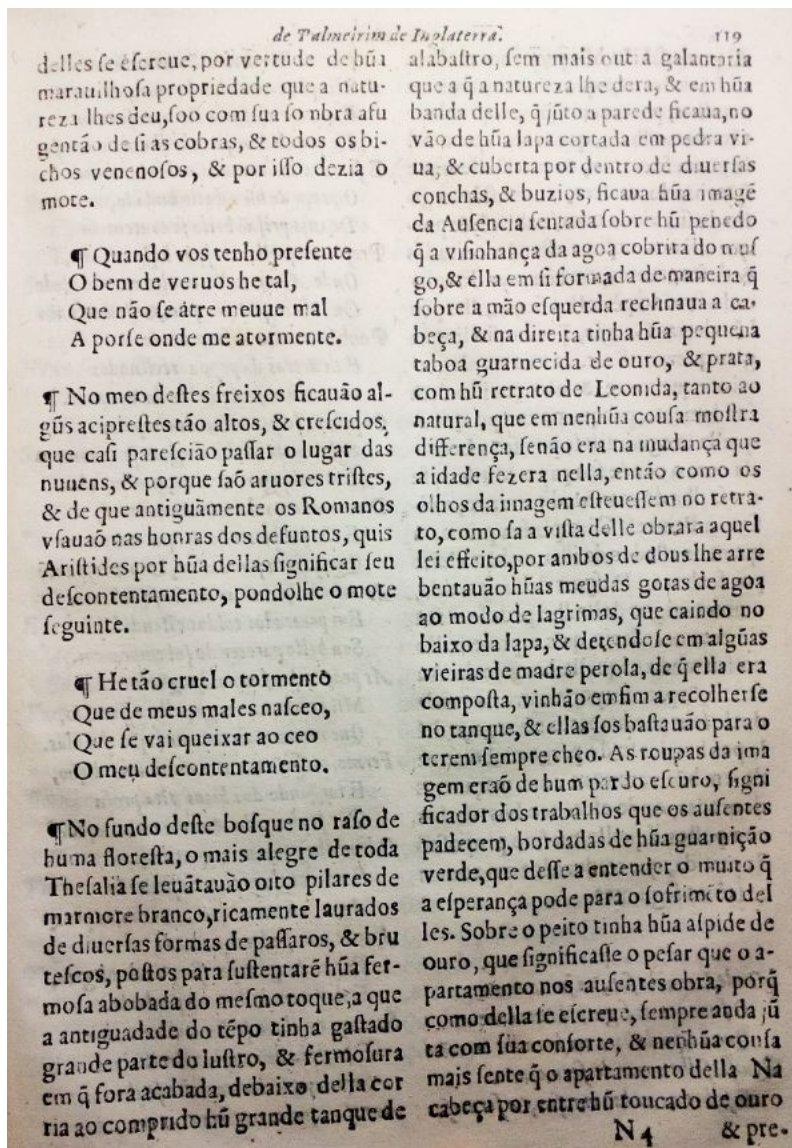 de Palmeirim de Inglaterra.
119
delles se escreue, por vertude de hũa
marauilhosa propriedade que a natu-
reza lhes deu, soo com sua so nbra afu
gentão de si as cobras, & todos os bi-
chos venenosos, & por isso dezia o
mote.
¶ Quando vos tenho presente
O bem de veruos he tal,
Que não se àtre meuue mal
A porse onde me atormente.
¶ No meo destes freixos ficauão al-
gũs acïprestes tão altos, & crescidos,
que casi parescião passar o lugar das
nuuens, & porque saõ aruores tristes,
& de que antiguãmente os Romanos
vsauaõ nas honras dos defuntos, quis
Aristides por hũa dellas significar seu
descontentamento, pondolhe o mote
seguinte.
¶ He tão cruel o tormento
Que de meus males nasceo,
Que se vai queixar ao ceo
O meu descontentamento.
¶ No fundo deste bosque no raso de
huma floresta, o mais alegre de toda
Thesalia se leuãtauão oito pilares de
marmore branco, ricamente laurados
de diuersas formas de passaros, & bru
tescos, postos para sustentarẽ hũa fer-
mosa abobada do mesmo toque, a que
a antiguadade do tẽpo tinha gastado
grande parte do lustro, & fermosura
em q̃ fora acabada, debaixo della cor
ria ao comprido hũ grande tanque de
alabastro, sem mais outra galantaria
que a q̃ a natureza lhe dera, & em hũa
banda delle, q̃ jũto a parede ficaua, no
vão de hũa lapa cortada em pedra vi-
ua, & cuberta por dentro de diuersas
conchas, & buzios, ficaua hũa imagẽ
da Ausencia sentada sobre hũ penedo
q̃ a visinhança da agoa cobrira do mus
go, & ella em si formada de maneira q̃
sobre a mão esquerda reclinaua a ca-
beça, & na direita tinha hũa pequena
taboa guarnecida de ouro, & prata,
com hũ retrato de Leonida, tanto ao
natural, que em nenhũa cousa mostra
differença, senão era na mudança que
a idade fezera nella, então como os
olhos da imagem esteuessem no retra-
to, como sa a vista delle obrara aquel
lei effeito, por ambos de dous lhe arre
bentauão hũas meudas gotas de agoa
ao modo de lagrimas, que caindo no
baixo da lapa, & detendose em algũas
vieiras de madre perola, de q̃ ella era
composta, vinhão emfim a recolherse
no tanque, & ellas sos bastauão para o
terem sempre cheo. As roupas da ima
gem eraõ de hum pardo escuro, signi
ficador dos trabalhos que os ausentes
padecem, bordadas de hũa guarnição
verde, que desse a entender o muito q̃
a esperança pode para o sofrimẽto del
les. Sobre o peito tinha hũa aspide de
ouro, que significasse o pesar que o a-
partamento nos ausentes obra, porq̃
como della se escreue, sempre anda jũ
ta com sua consorte, & nenhũa cousa
mais sente q̃ o apartamento della Na
cabeça por entre hũ toucado de ouro
N 4
& pre-